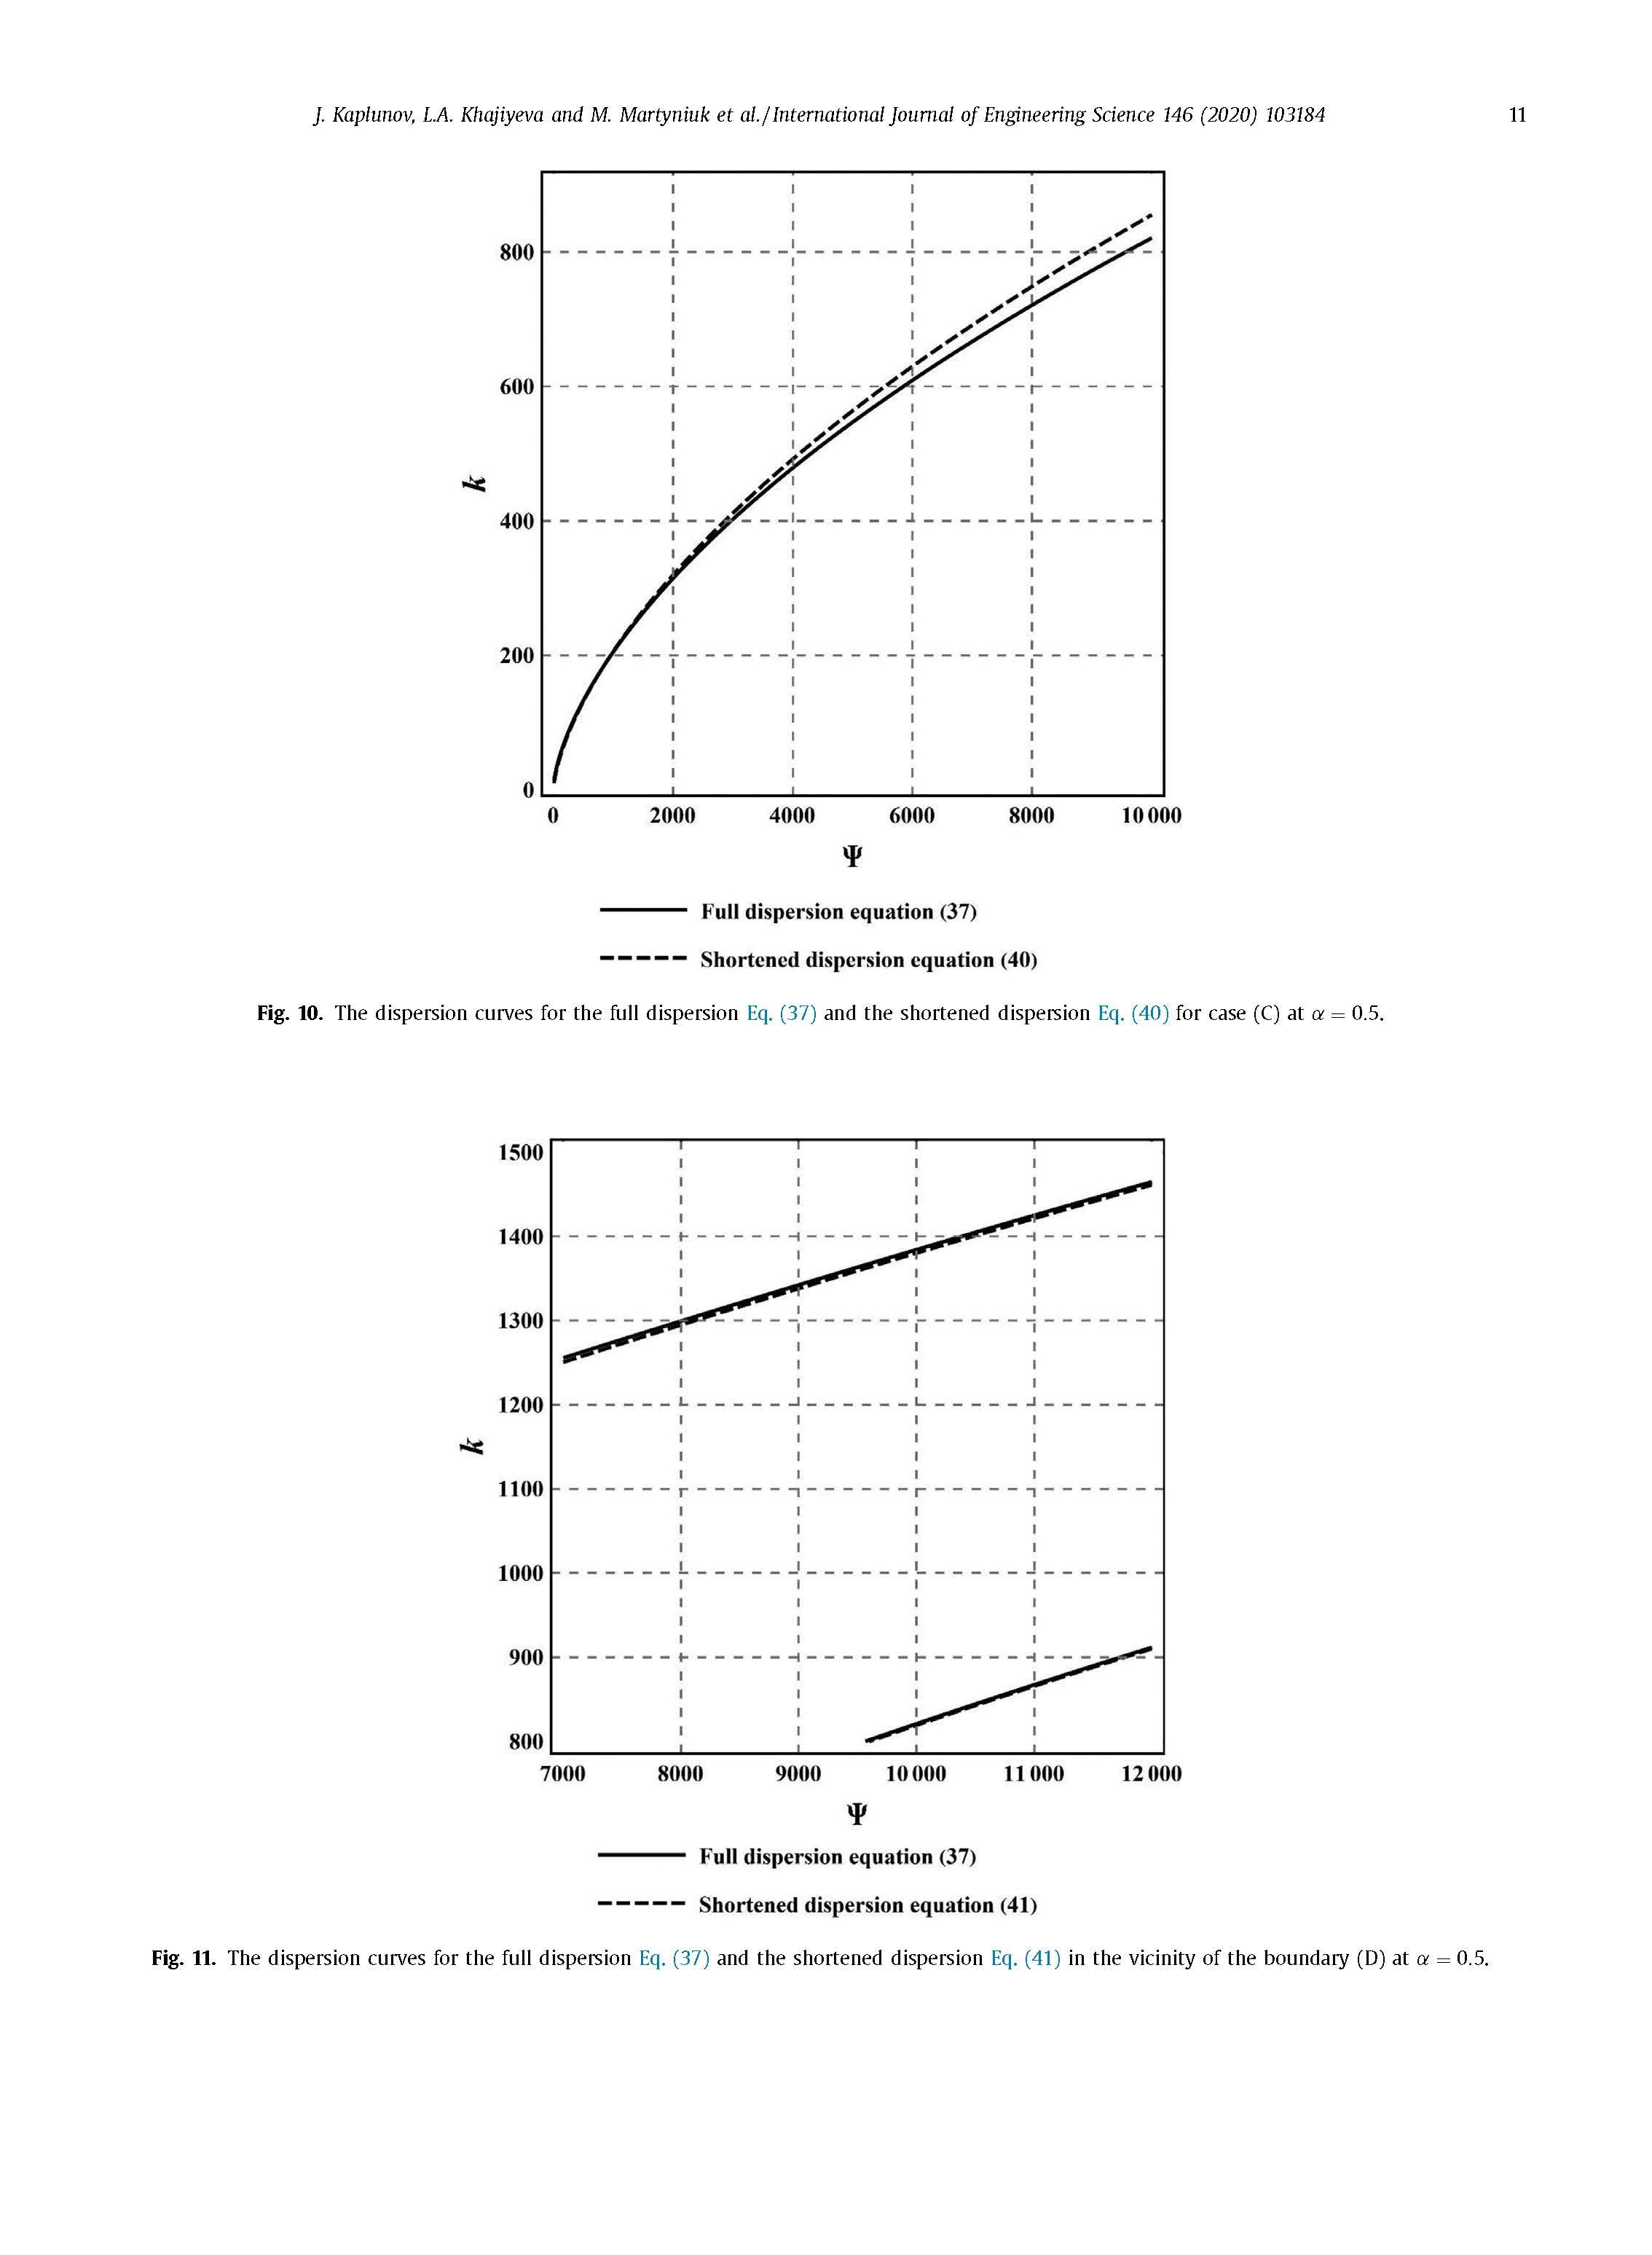 J. Kaplunov, L.A. Khajiyeva and M. Martyniuk et al. / International Journal of Engineering Science 146 (2020) 103184 11
800
600
400
200
0
k
0 2000 4000 6000 8000 10 000
Ψ
Full dispersion equation (37)
Shortened dispersion equation (40)
Fig. 10. The dispersion curves for the full dispersion Eq. (37) and the shortened dispersion Eq. (40) for case (C) at α = 0.5.
1500
1400
1300
1200
1100
1000
900
800
k
7000 8000 9000 10 000 11 000 12 000
Ψ
Full dispersion equation (37)
Shortened dispersion equation (41)
Fig. 11. The dispersion curves for the full dispersion Eq. (37) and the shortened dispersion Eq. (41) in the vicinity of the boundary (D) at α = 0.5.